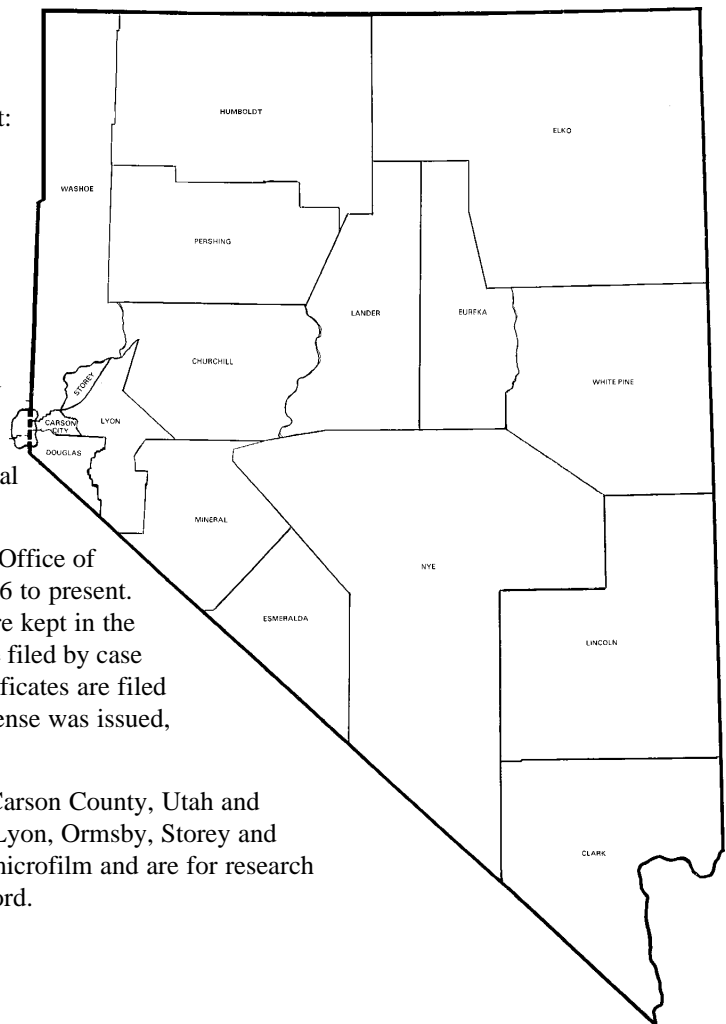 HUMBOLDT
ELKO
t:
WASHOE
PERSHING
LANDER
EUREKA
CHURCHILL
WHITE PINE
STOREY
LYON
CARSON
CITY
DOUGLAS
al
MINERAL
Office of
NYE
6 to present.
ESMERALDA
re kept in the
LINCOLN
filed by case
ificates are filed
ense was issued,
Carson County, Utah and
Lyon, Ormsby, Storey and
CLARK
microfilm and are for research
ord.